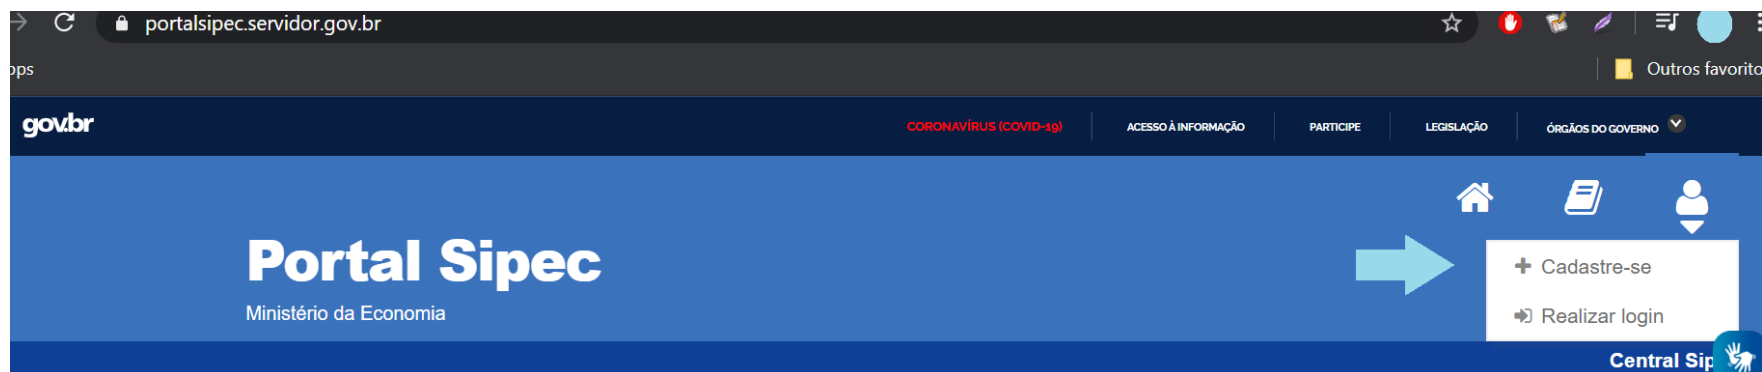 portalsipec.servidor.gov.br
Outros favorito
gov.br
CORONAVÍRUS (COVID-19) ACESSO À INFORMAÇÃO PARTICIPE LEGISLAÇÃO ÓRGÃOS DO GOVERNO
Portal Sipec
Ministério da Economia
Cadastre-se
Realizar login
Central Sip